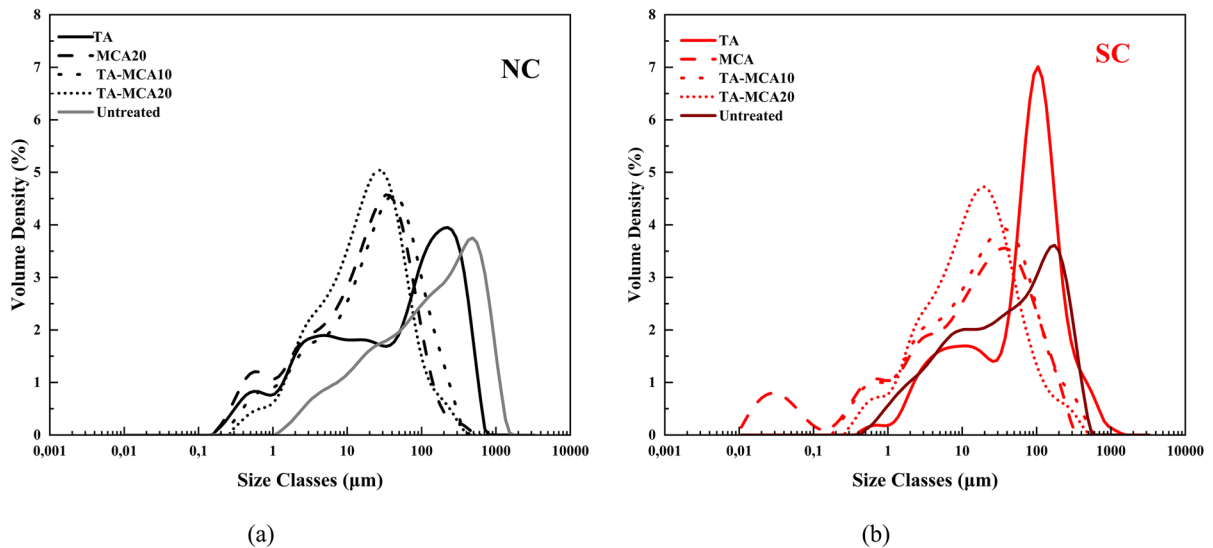 8
7
6
5
4
3
2
1
0
Volume Density (%)
TA
MCA20
TA-MCA10
TA-MCA20
Untreated
NC
0,001 0,01 0,1 1 10 100 1000 10000
Size Classes (µm)
(a)
8
7
6
5
4
3
2
1
0
Volume Density (%)
TA
MCA
TA-MCA10
TA-MCA20
Untreated
SC
0,001 0,01 0,1 1 10 100 1000 10000
Size Classes (µm)
(b)